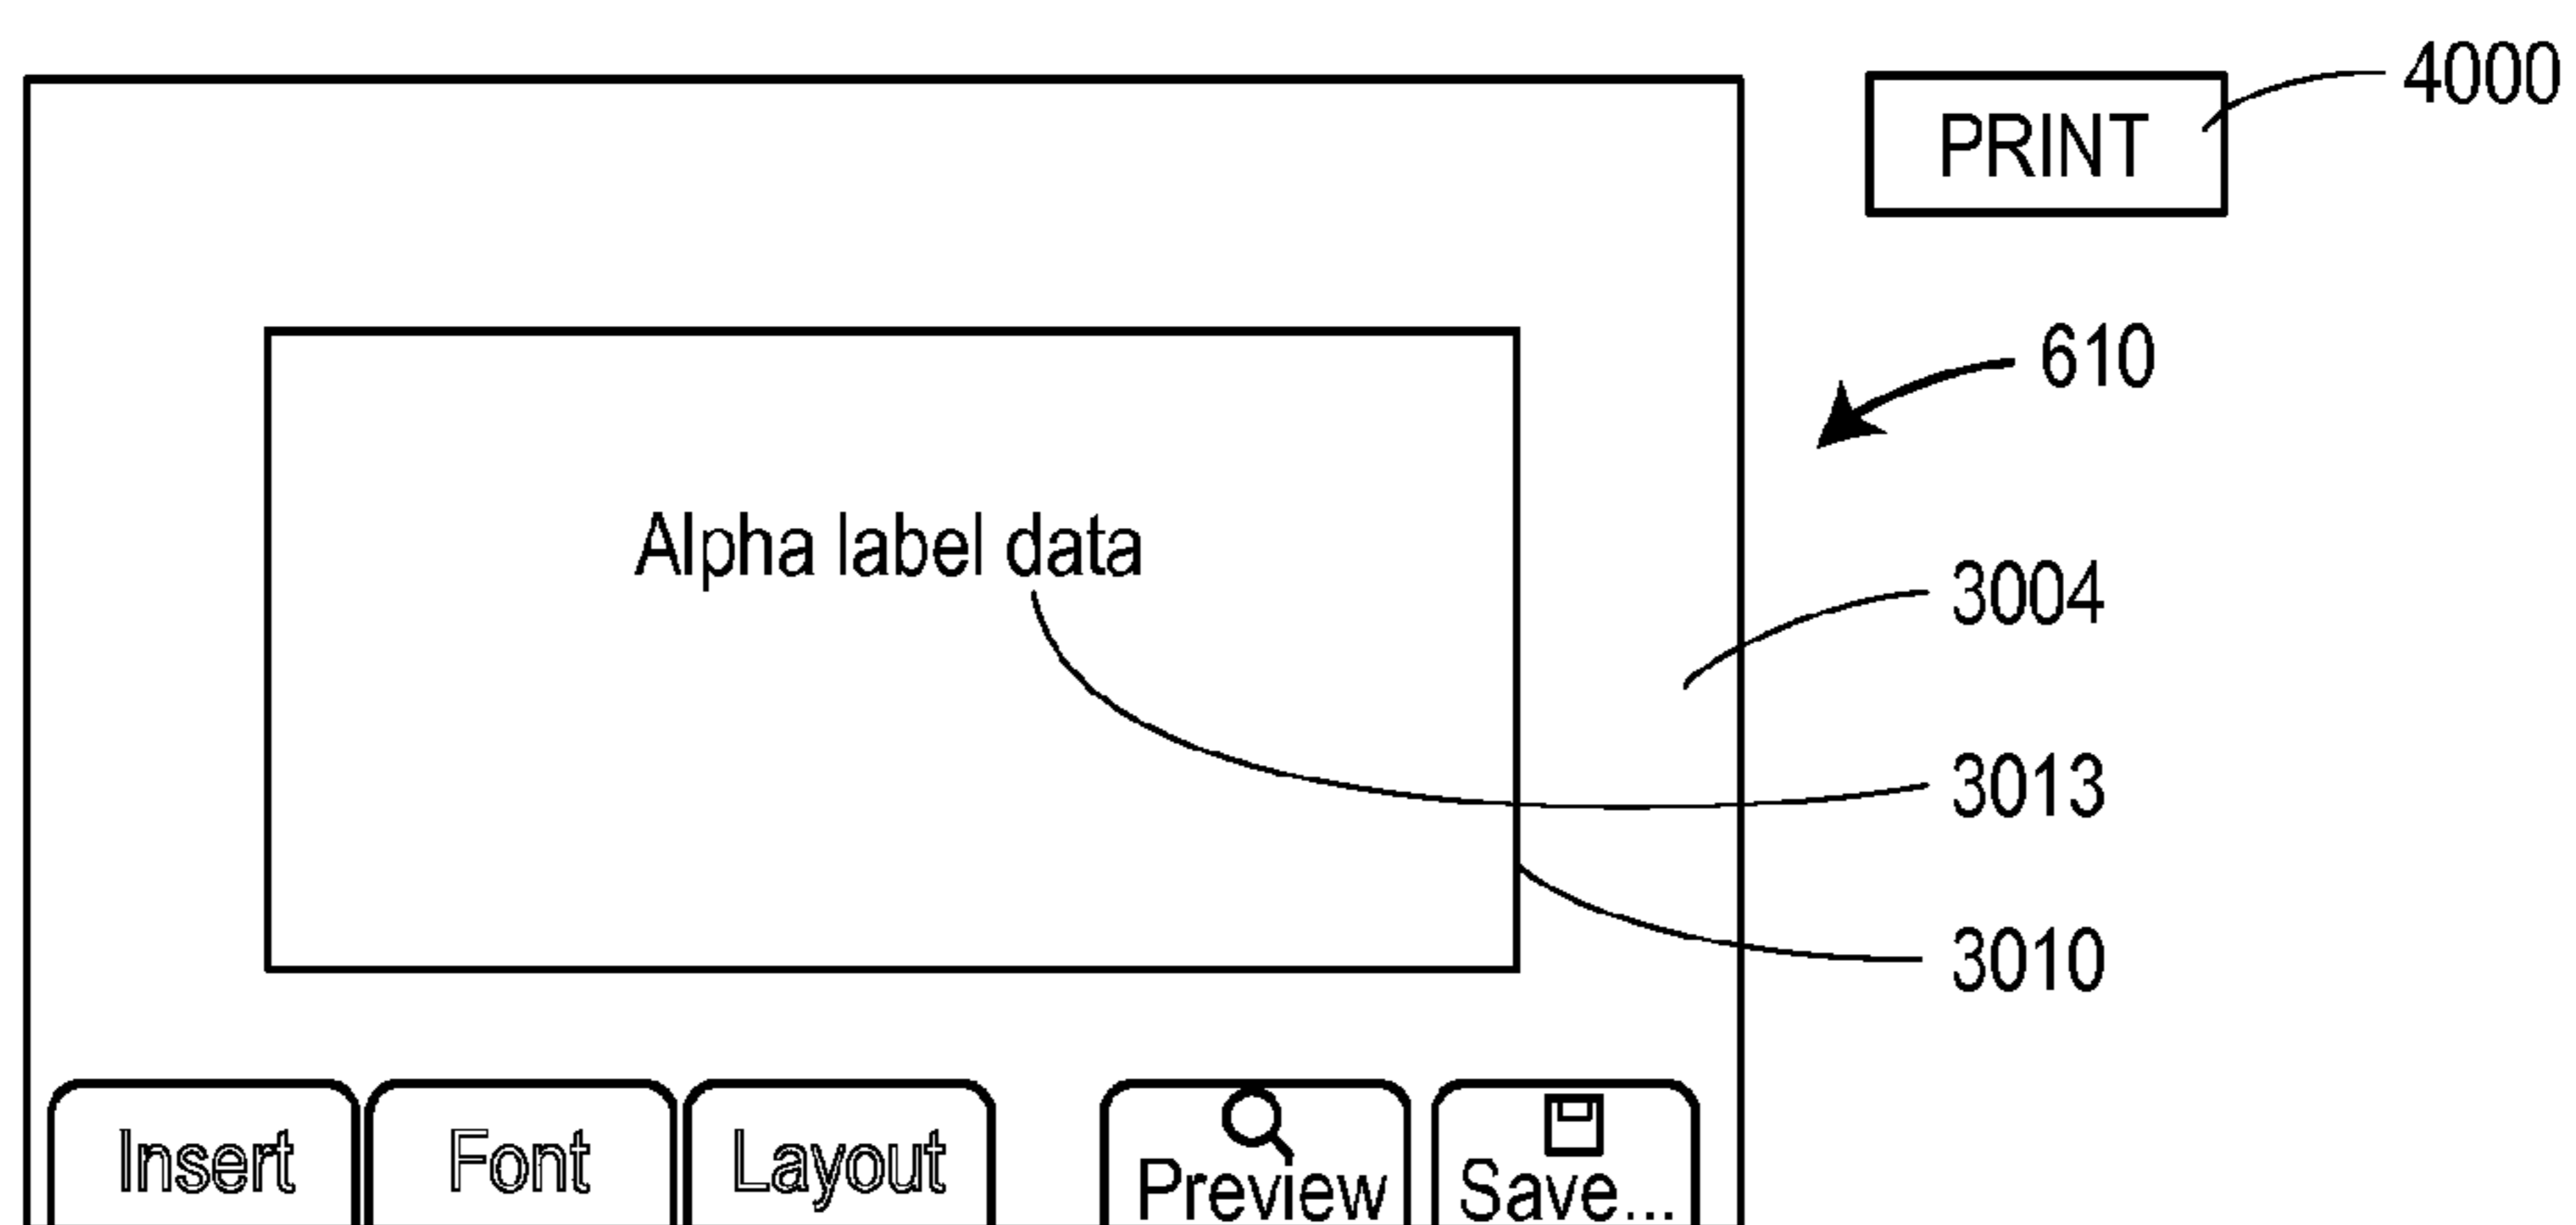 PRINT
4000
610
Alpha label data
3004
3013
3010
Insert
Font
Layout
Preview
Save...